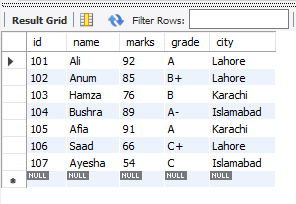 Result Grid Filter Rows:
id name marks grade city
101 Ali 92 A Lahore
102 Anum 85 B+ Lahore
103 Hamza 76 B Karachi
104 Bushra 89 A- Islamabad
105 Afia 91 A Karachi
106 Saad 66 C+ Lahore
107 Ayesha 54 C Islamabad
NULL NULL NULL NULL NULL